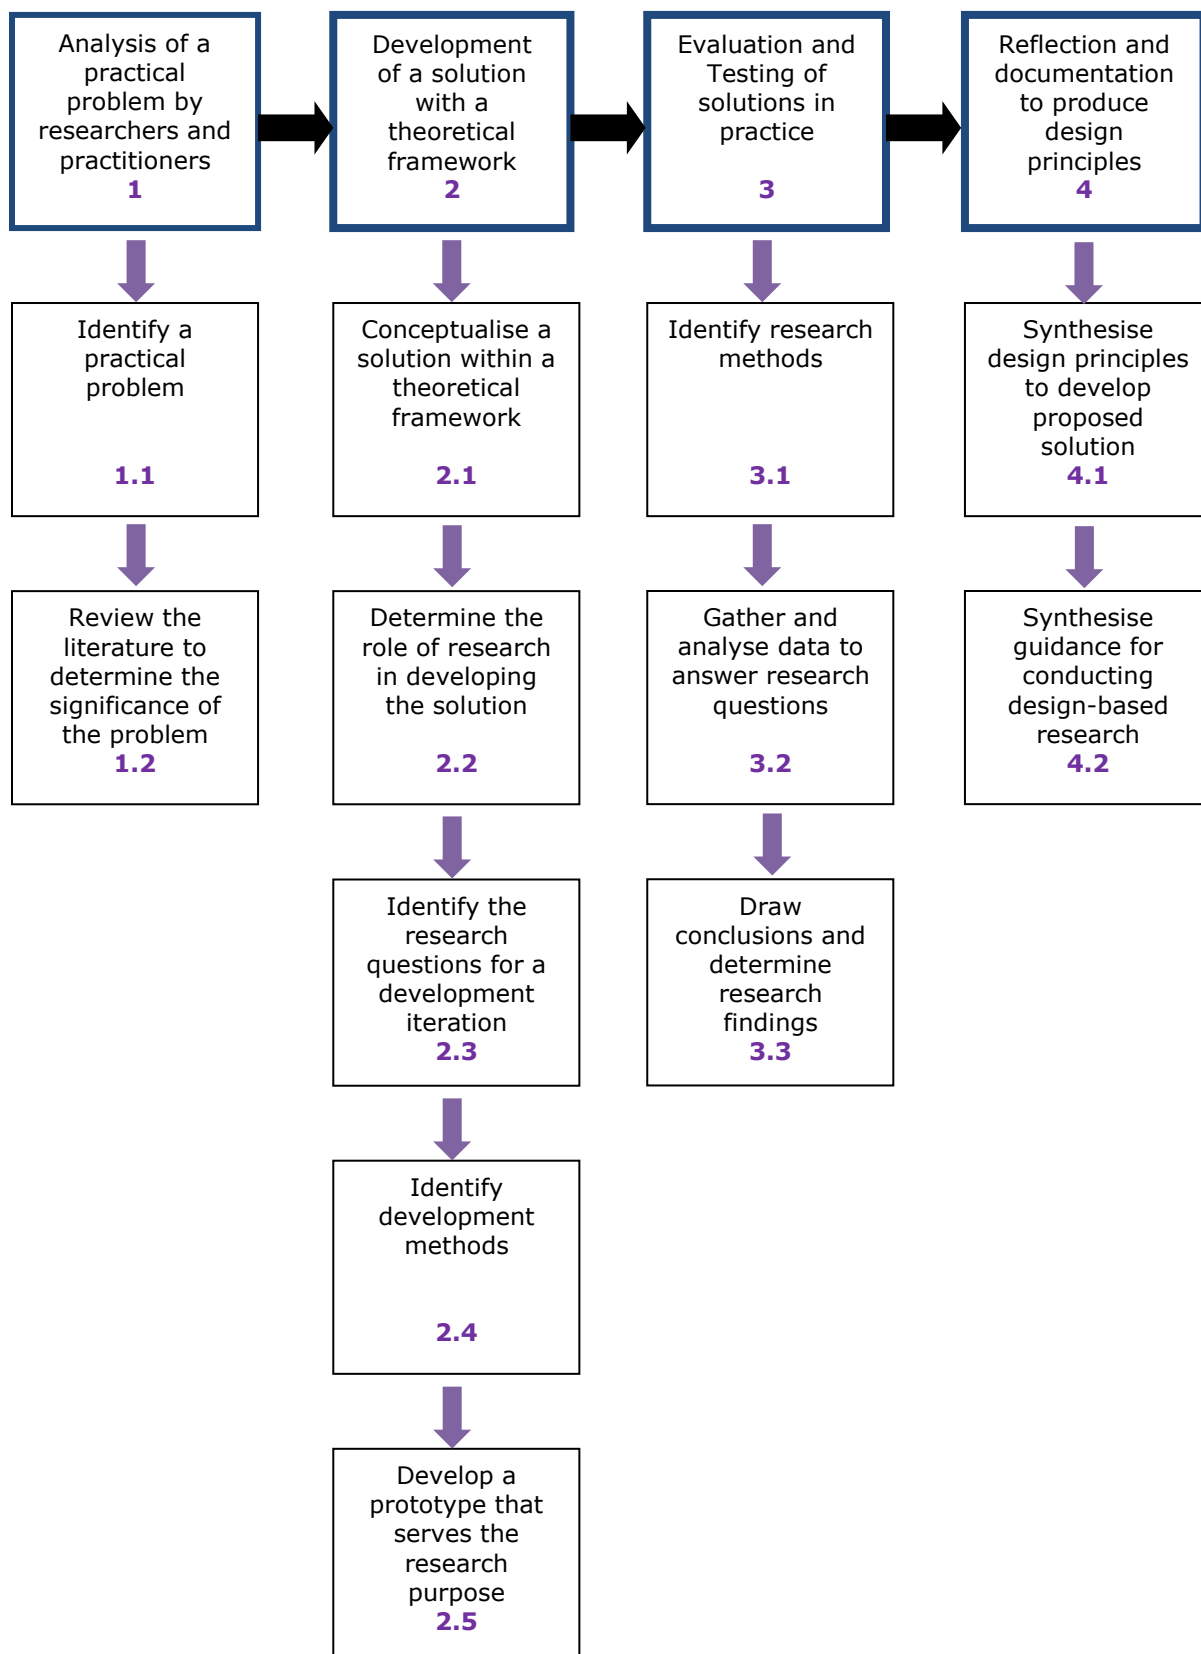 Analysis of a
practical
problem by
researchers and
practitioners
1
Development
of a solution
with a
theoretical
framework
2
Evaluation and
Testing of
solutions in
practice
3
Reflection and
documentation
to produce
design
principles
4
Identify a
practical
problem
1.1
Conceptualise a
solution within a
theoretical
framework
2.1
Identify research
methods
3.1
Synthesise
design principles
to develop
proposed
solution
4.1
Review the
literature to
determine the
significance of
the problem
1.2
Determine the
role of research
in developing
the solution
2.2
Gather and
analyse data to
answer research
questions
3.2
Synthesise
guidance for
conducting
design-based
research
4.2
Identify the
research
questions for a
development
iteration
2.3
Draw
conclusions and
determine
research
findings
3.3
Identify
development
methods
2.4
Develop a
prototype that
serves the
research
purpose
2.5